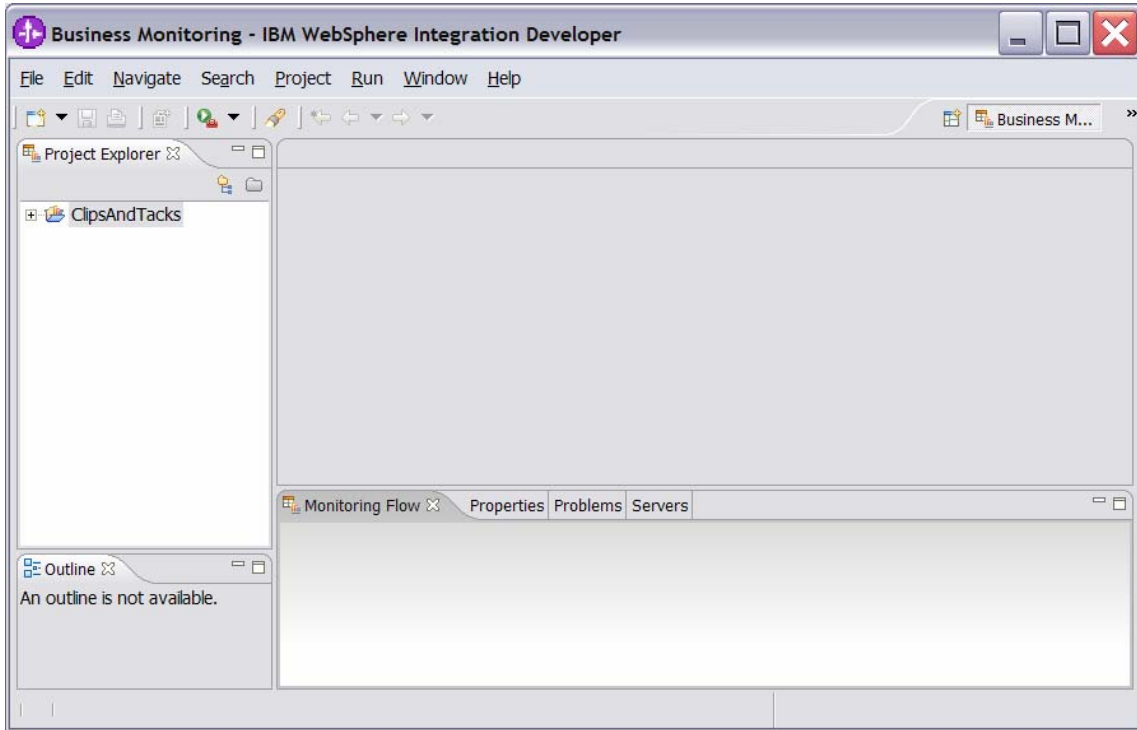 Business Monitoring - IBM WebSphere Integration Developer
File Edit Navigate Search Project Run Window Help
Business M...
Project Explorer
ClipsAndTacks
Monitoring Flow Properties Problems Servers
Outline
An outline is not available.